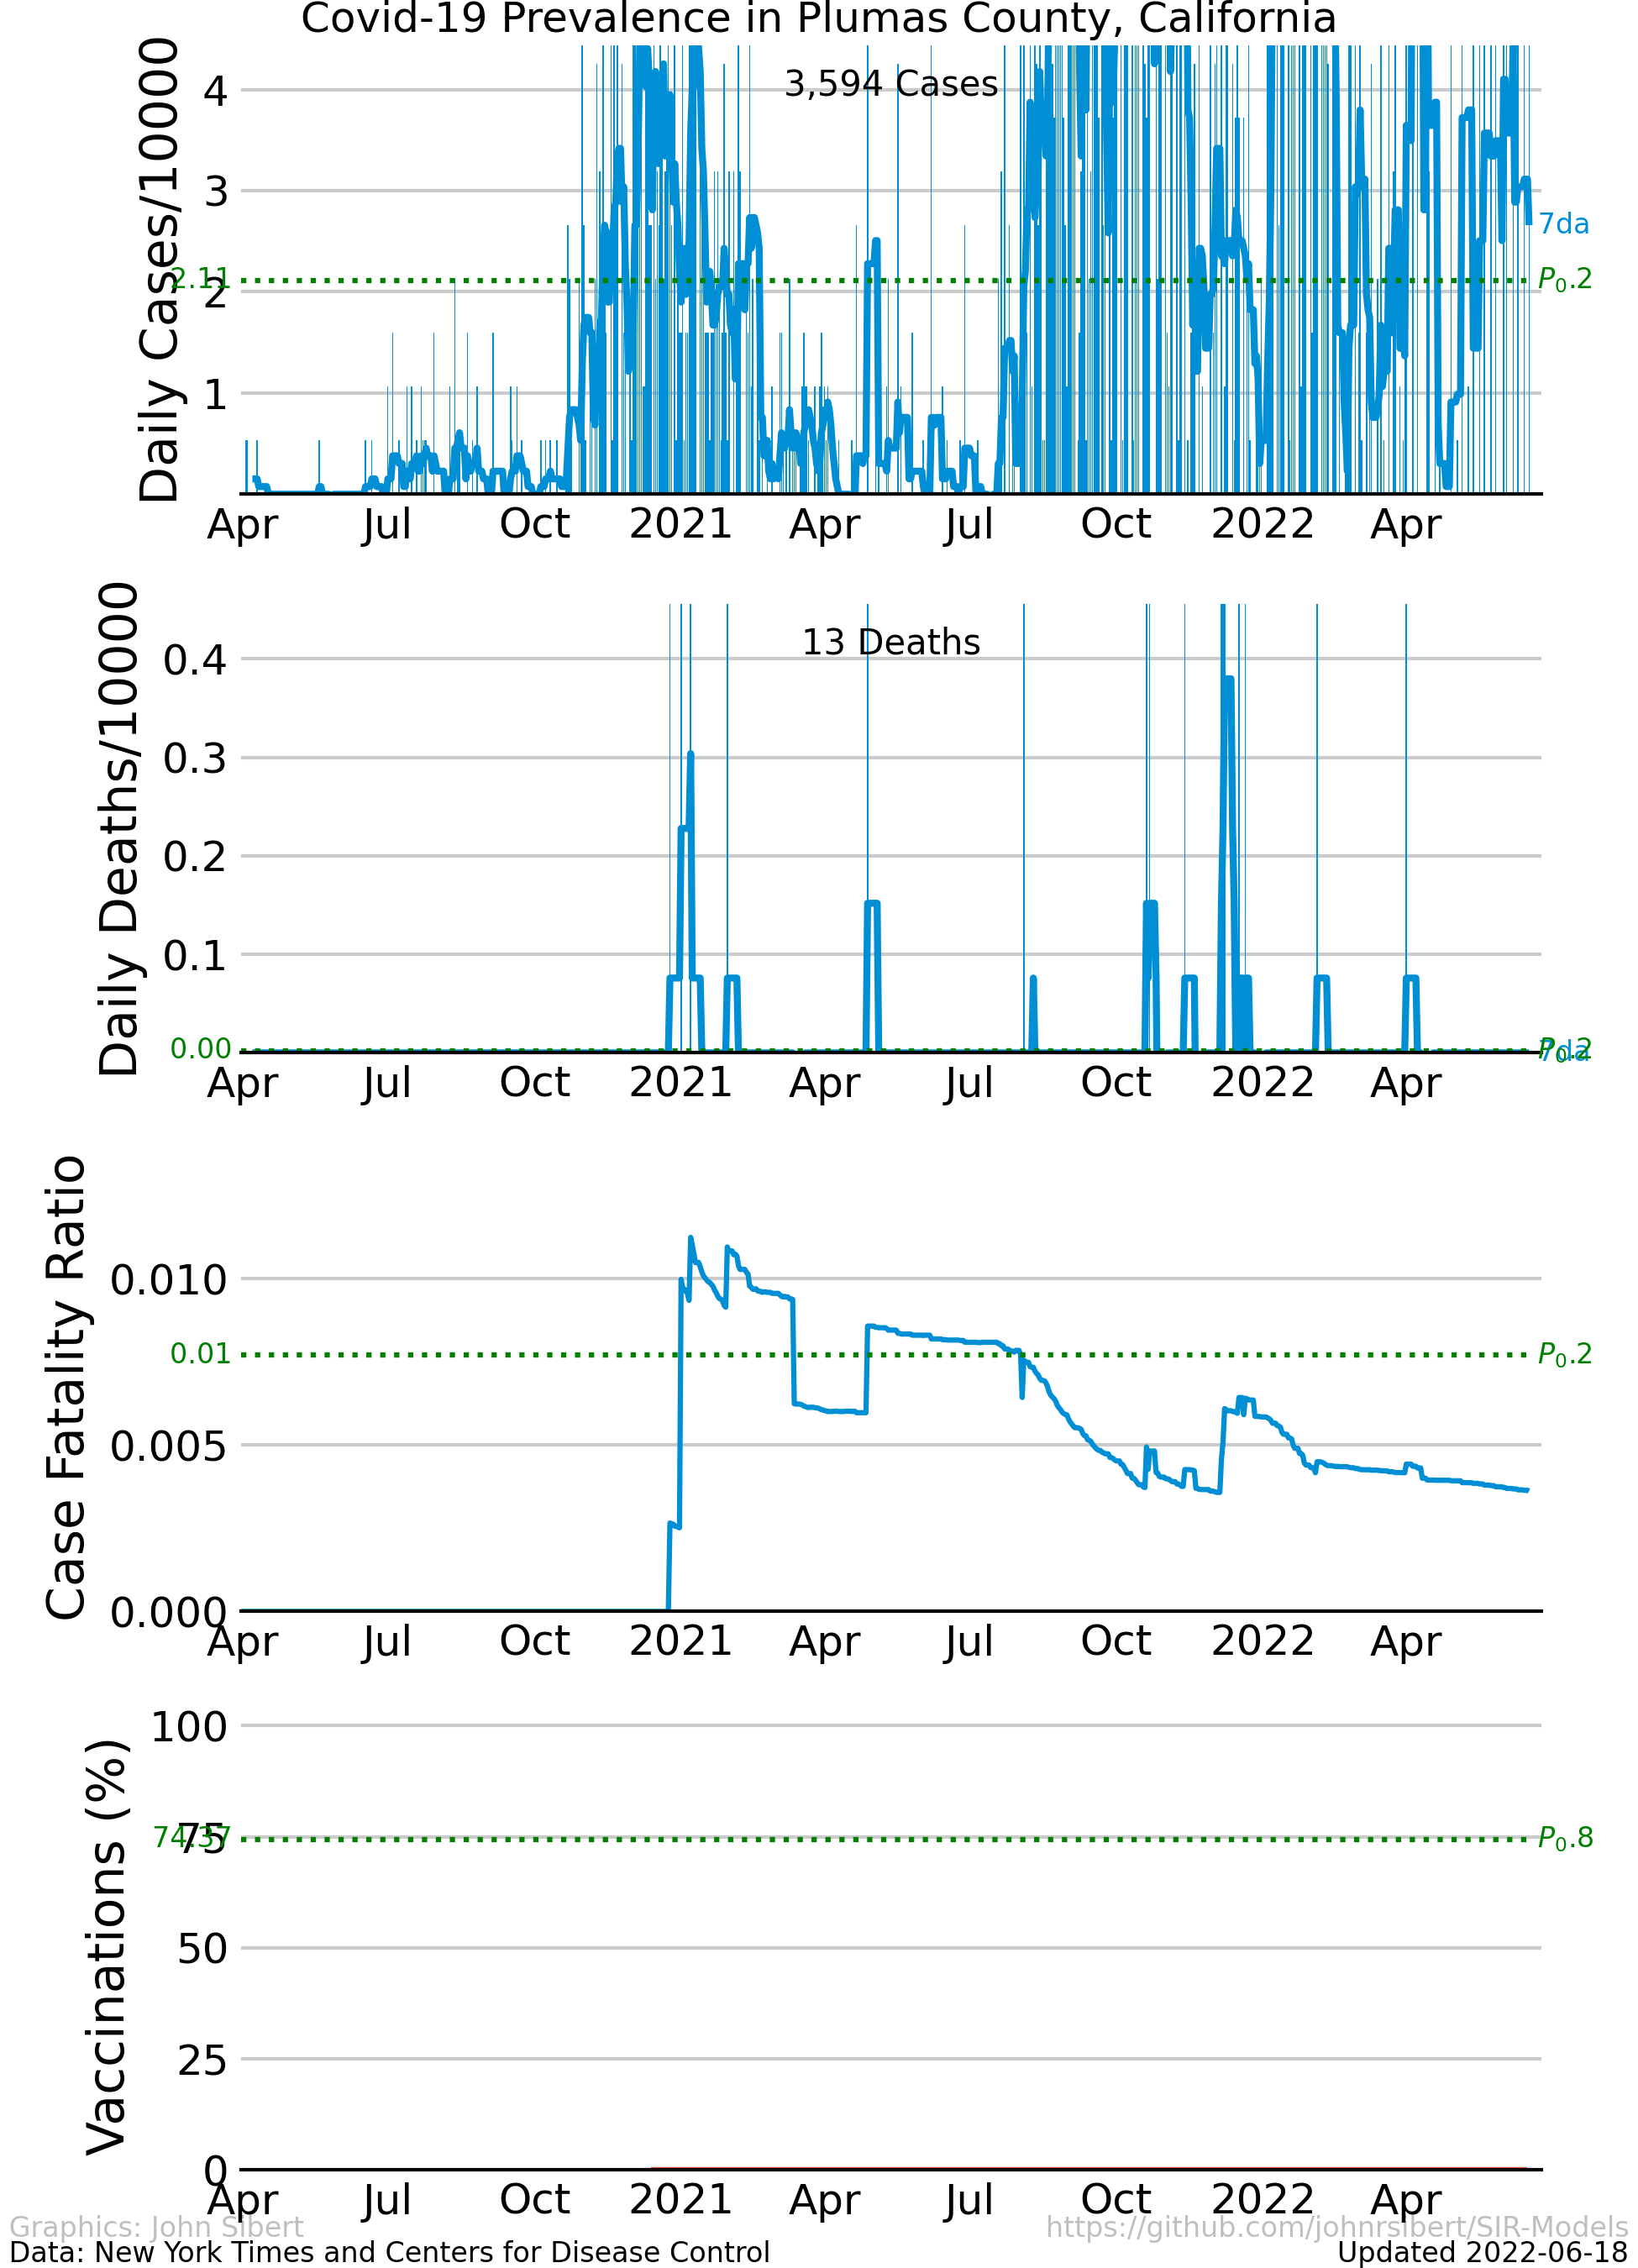 Covid-19 Prevalence in Plumas County, California
Daily Cases/10000
4
3
2
1
2.11
3,594 Cases
7da
P₀.2
Apr Jul Oct 2021 Apr Jul Oct 2022 Apr
Daily Deaths/10000
0.4
0.3
0.2
0.1
0.00
13 Deaths
P₀.2
7da
Apr Jul Oct 2021 Apr Jul Oct 2022 Apr
Case Fatality Ratio
0.010
0.01
0.005
0.000
P₀.2
Apr Jul Oct 2021 Apr Jul Oct 2022 Apr
Vaccinations (%)
100
75
74.37
50
25
0
P₀.8
Apr Jul Oct 2021 Apr Jul Oct 2022 Apr
Graphics: John Sibert https://github.com/johnrsibert/SIR-Models
Data: New York Times and Centers for Disease Control Updated 2022-06-18